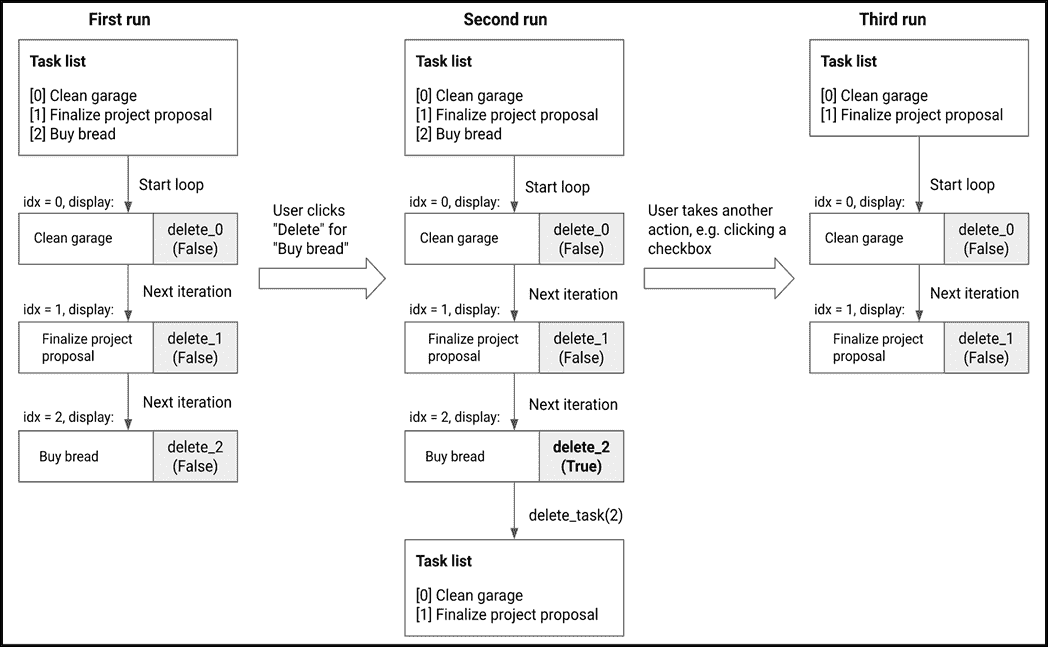 First run
Task list
[0] Clean garage
[1] Finalize project proposal
[2] Buy bread
Start loop
idx = 0, display:
Clean garage
delete_0
(False)
Next iteration
idx = 1, display:
Finalize project
proposal
delete_1
(False)
Next iteration
idx = 2, display:
Buy bread
delete_2
(False)
User clicks
"Delete" for
"Buy bread"
Second run
Task list
[0] Clean garage
[1] Finalize project proposal
[2] Buy bread
Start loop
idx = 0, display:
Clean garage
delete_0
(False)
Next iteration
idx = 1, display:
Finalize project
proposal
delete_1
(False)
Next iteration
idx = 2, display:
Buy bread
delete_2
(True)
delete_task(2)
Task list
[0] Clean garage
[1] Finalize project proposal
User takes another
action, e.g. clicking a
checkbox
Third run
Task list
[0] Clean garage
[1] Finalize project proposal
Start loop
idx = 0, display:
Clean garage
delete_0
(False)
Next iteration
idx = 1, display:
Finalize project
proposal
delete_1
(False)